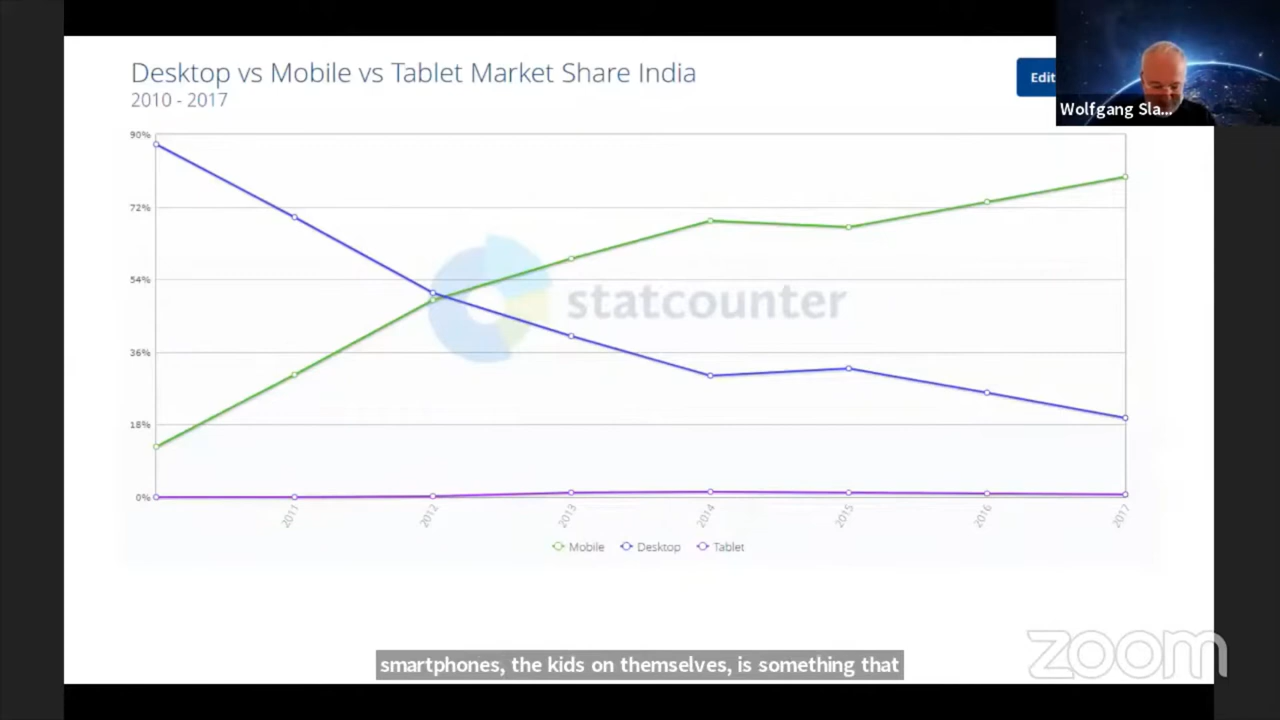 Desktop vs Mobile vs Tablet Market Share India
2010 - 2017
Edit
Wolfgang Sla...
90%
72%
54%
36%
18%
0%
statcounter
2011
2012
2013
2014
2015
2016
2017
Mobile Desktop Tablet
smartphones, the kids on themselves, is something that
zoom